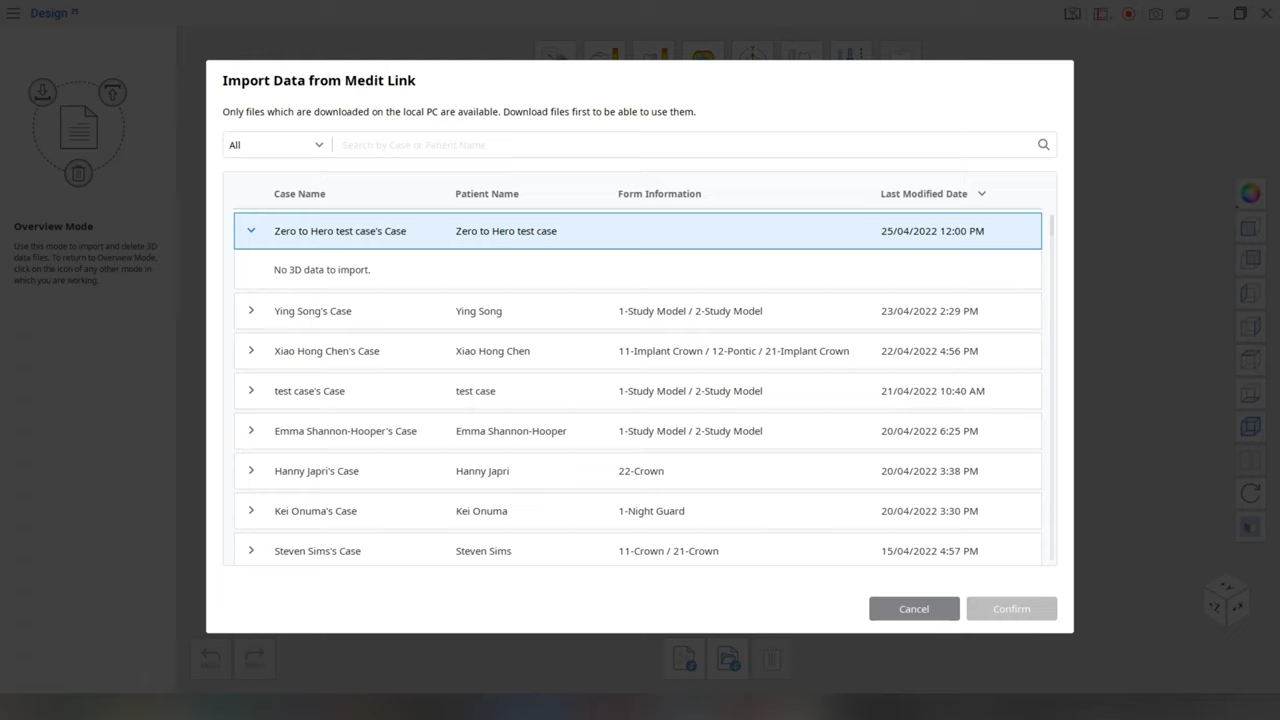 Design
Import Data from Medit Link
Only files which are downloaded on the local PC are available. Download files first to be able to use them.
All Search by Case or Patient Name
Case Name Patient Name Form Information Last Modified Date
Zero to Hero test case's Case Zero to Hero test case 25/04/2022 12:00 PM
No 3D data to import.
Ying Song's Case Ying Song 1-Study Model / 2-Study Model 23/04/2022 2:29 PM
Xiao Hong Chen's Case Xiao Hong Chen 11-Implant Crown / 12-Pontic / 21-Implant Crown 22/04/2022 4:56 PM
test case's Case test case 1-Study Model / 2-Study Model 21/04/2022 10:40 AM
Emma Shannon-Hooper's Case Emma Shannon-Hooper 1-Study Model / 2-Study Model 20/04/2022 6:25 PM
Hanny Japri's Case Hanny Japri 22-Crown 20/04/2022 3:38 PM
Kei Onuma's Case Kei Onuma 1-Night Guard 20/04/2022 3:30 PM
Steven Sims's Case Steven Sims 11-Crown / 21-Crown 15/04/2022 4:57 PM
Cancel Confirm
Overview Mode
Use this mode to import and delete 3D
data files. To return to Overview Mode,
click on the icon of any other mode in
which you are working.